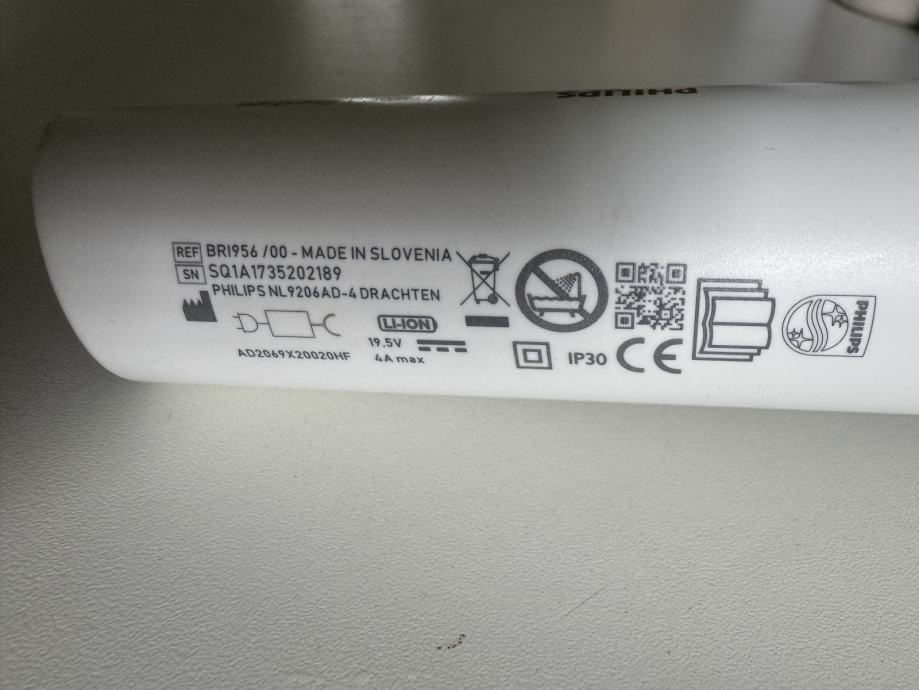 PHILIPS
REF BRI956 /00 - MADE IN SLOVENIA
SN SQ1A1735202189
PHILIPS NL9206AD-4 DRACHTEN
LI-ION
19,5V
4A max
AD2069X20020HF
IP30 CE
PHILIPS